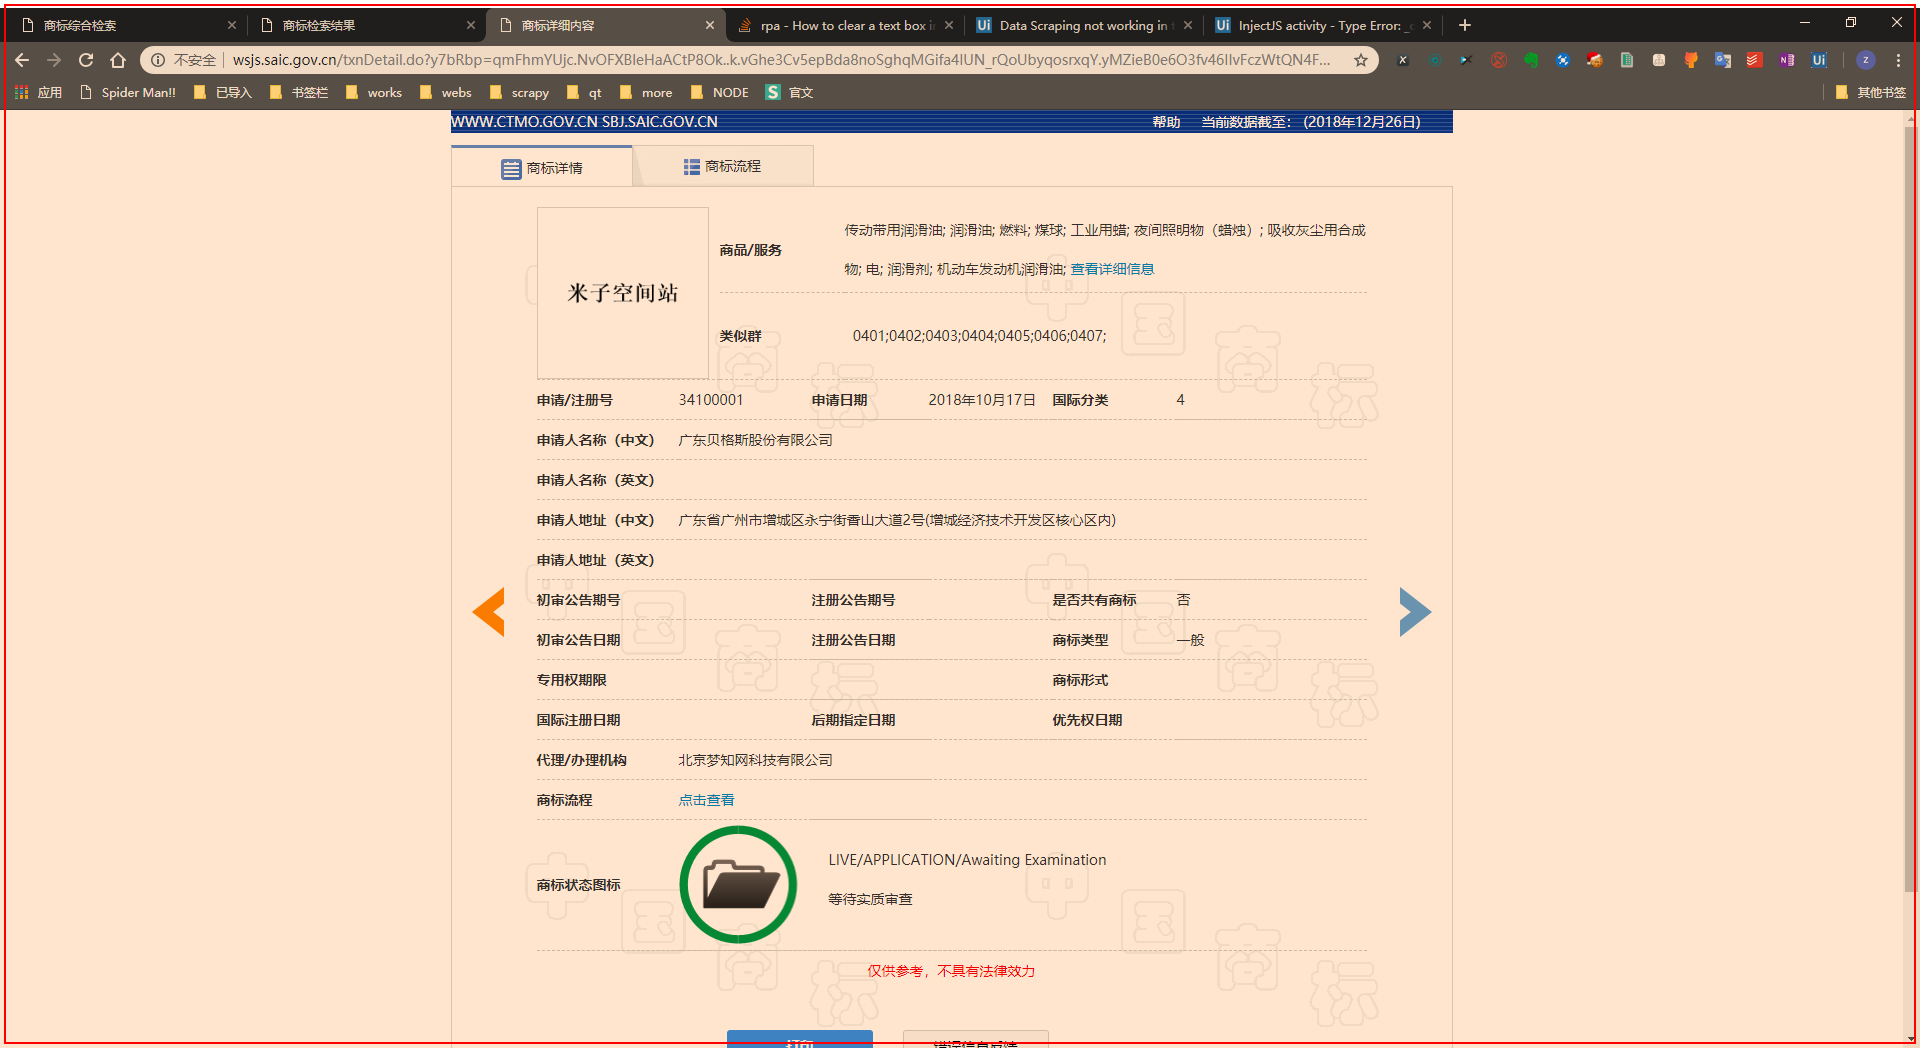 商标综合检索
商标检索结果
商标详细内容
rpa - How to clear a text box i
Data Scraping not working in
InjectJS activity - Type Error: _
不安全
wsjs.saic.gov.cn/txnDetail.do?
应用
Spider Man!!
已导入
书签栏
works
webs
scrapy
qt
more
NODE
S 官文
其他书签
WWW.CTMO.GOV.CN SBJ.SAIC.GOV.CN
帮助 当前数据截至: (2018年12月26日)
商标详情
商标流程
米子空间站
商品/服务
传动带用润滑油; 润滑油; 燃料; 煤球; 工业用蜡; 夜间照明物（蜡烛）; 吸收灰尘用合成
物; 电; 润滑剂; 机动车发动机润滑油; 查看详细信息
类似群 0401;0402;0403;0404;0405;0406;0407;
申请/注册号 34100001 申请日期 2018年10月17日 国际分类 4
申请人名称（中文） 广东贝格斯股份有限公司
申请人名称（英文）
申请人地址（中文） 广东省广州市增城区永宁街香山大道2号(增城经济技术开发区核心区内)
申请人地址（英文）
初审公告期号 注册公告期号 是否共有商标 否
初审公告日期 注册公告日期 商标类型 一般
专用权期限 商标形式
国际注册日期 后期指定日期 优先权日期
代理/办理机构 北京梦知网科技有限公司
商标流程 点击查看
商标状态图标
LIVE/APPLICATION/Awaiting Examination
等待实质审查
仅供参考，不具有法律效力